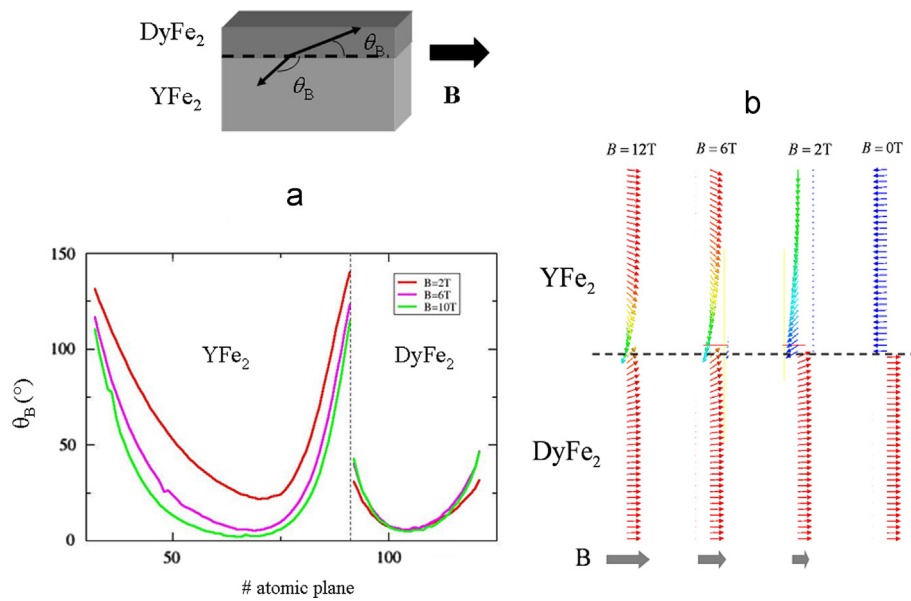 DyFe₂
θB
θB
YFe₂
B
a
150
100
50
0
θB (°)
YFe₂
DyFe₂
B=2T
B=6T
B=10T
50
100
# atomic plane
b
B = 12T
B = 6T
B = 2T
B = 0T
YFe₂
DyFe₂
B